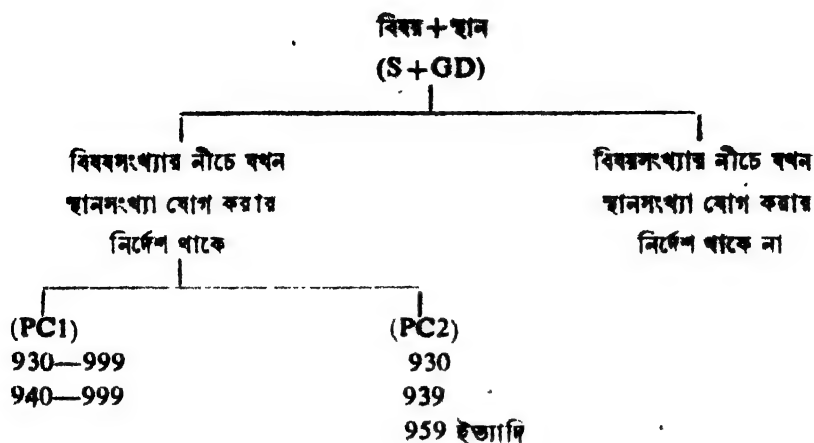 বিষয়+স্থান
(S+GD)
বিষয়সংখ্যার নীচে যখন
স্থানসংখ্যা যোগ করার
নির্দেশ থাকে
বিষয়সংখ্যার নীচে যখন
স্থানসংখ্যা যোগ করার
নির্দেশ থাকে না
(PC1)
930—999
940—999
(PC2)
930
939
959 ইত্যাদি